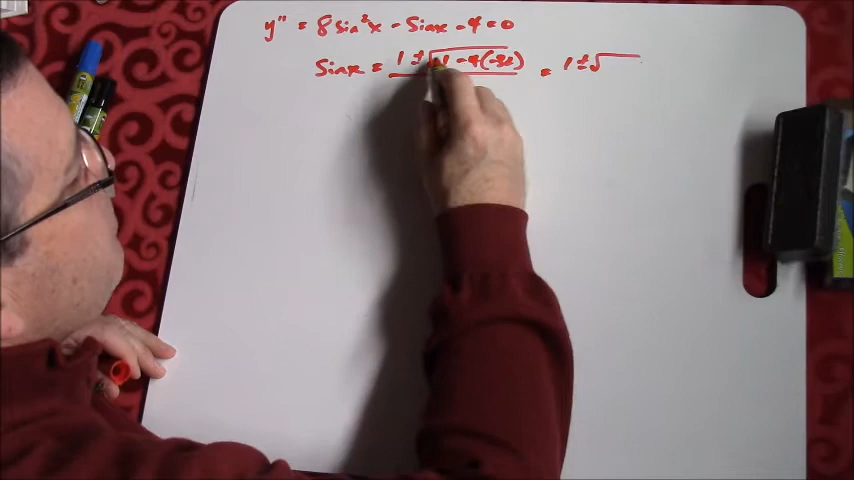 y" = 8 sin²x - Sinx - 4 = 0
Sinx = 1 ± √1 - 4(-32) = 1 ± √